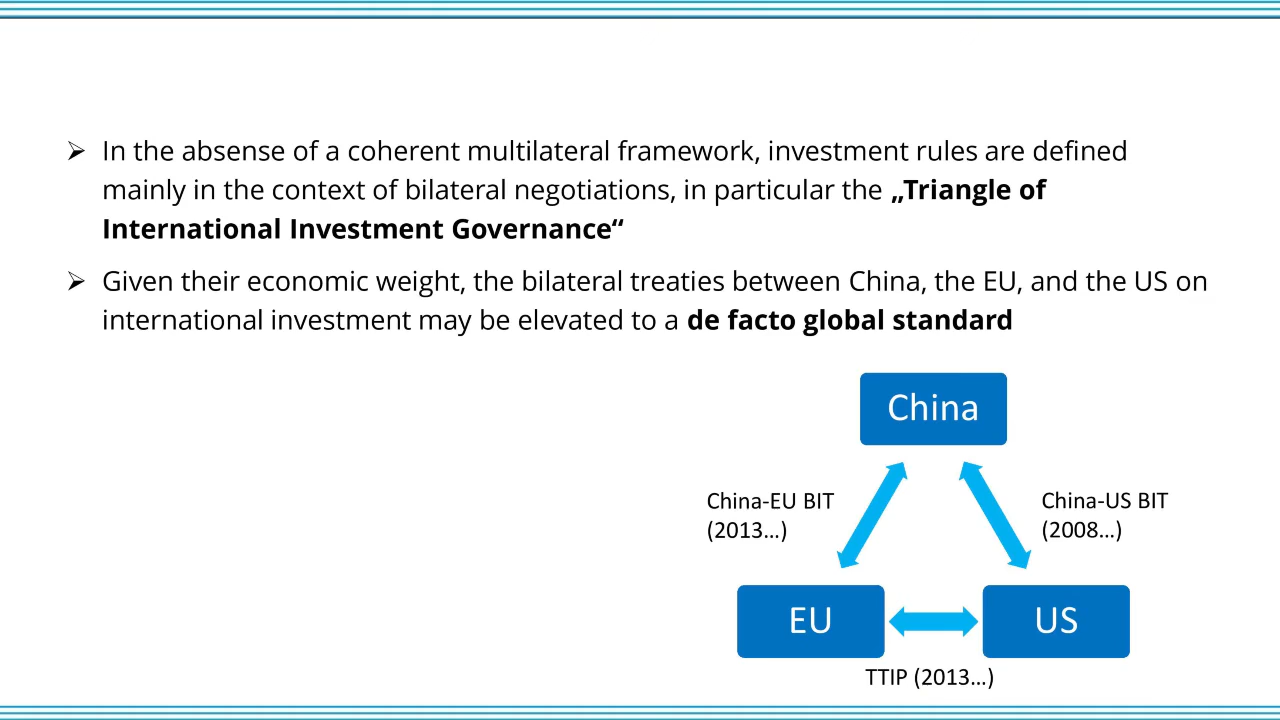 In the absense of a coherent multilateral framework, investment rules are defined
mainly in the context of bilateral negotiations, in particular the „Triangle of
International Investment Governance“
Given their economic weight, the bilateral treaties between China, the EU, and the US on
international investment may be elevated to a de facto global standard
China
China-EU BIT
(2013…)
China-US BIT
(2008…)
EU
US
TTIP (2013…)